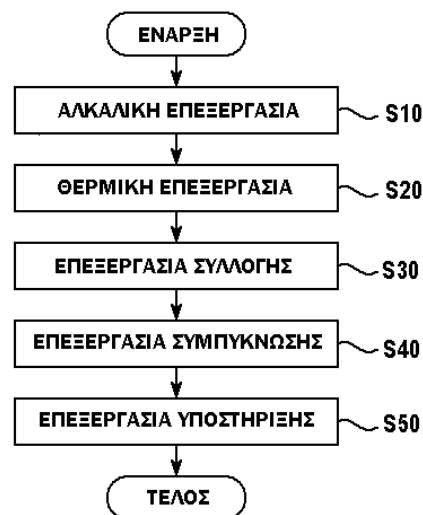 ΕΝΑΡΞΗ
ΑΛΚΑΛΙΚΗ ΕΠΕΞΕΡΓΑΣΙΑ S10
ΘΕΡΜΙΚΗ ΕΠΕΞΕΡΓΑΣΙΑ S20
ΕΠΕΞΕΡΓΑΣΙΑ ΣΥΛΛΟΓΗΣ S30
ΕΠΕΞΕΡΓΑΣΙΑ ΣΥΜΠΥΚΝΩΣΗΣ S40
ΕΠΕΞΕΡΓΑΣΙΑ ΥΠΟΣΤΗΡΙΞΗΣ S50
ΤΕΛΟΣ